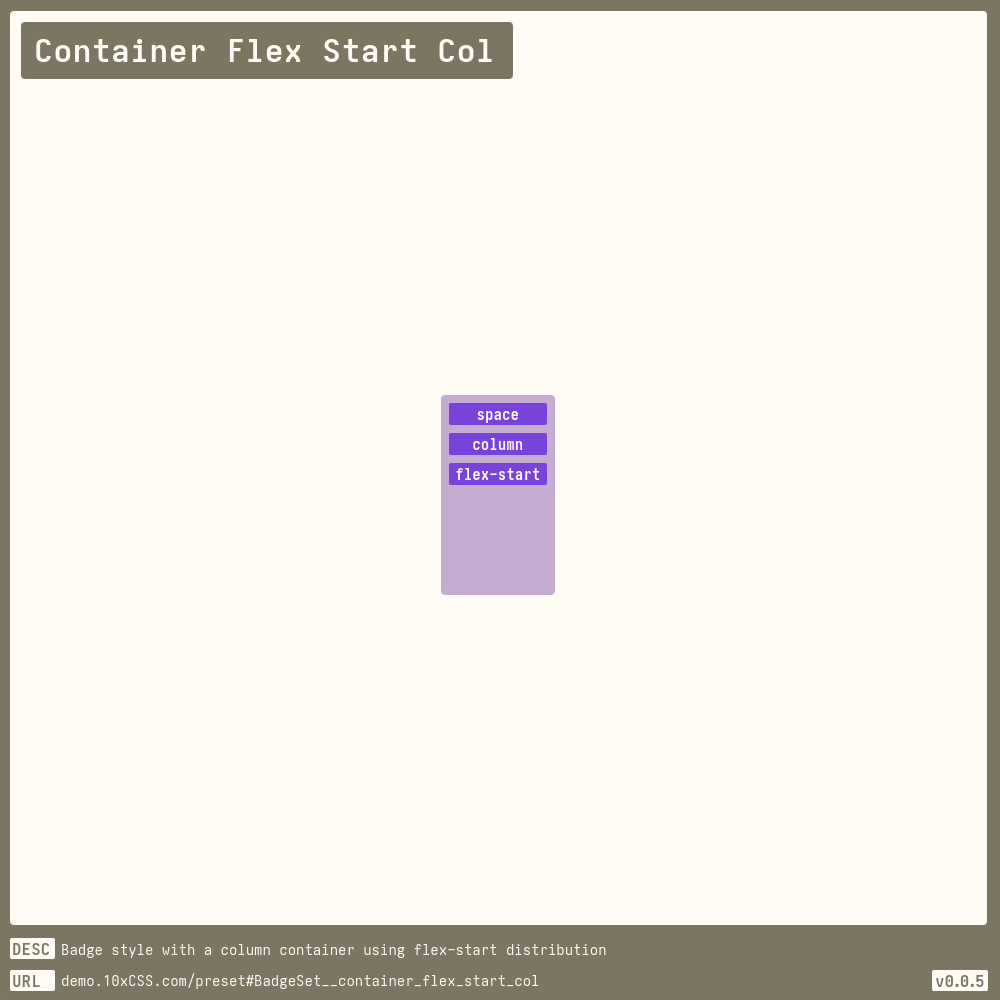 Container Flex Start Col
space
column
flex-start
DESC Badge style with a column container using flex-start distribution
URL demo.10xCSS.com/preset#BadgeSet__container_flex_start_col
v0.0.5